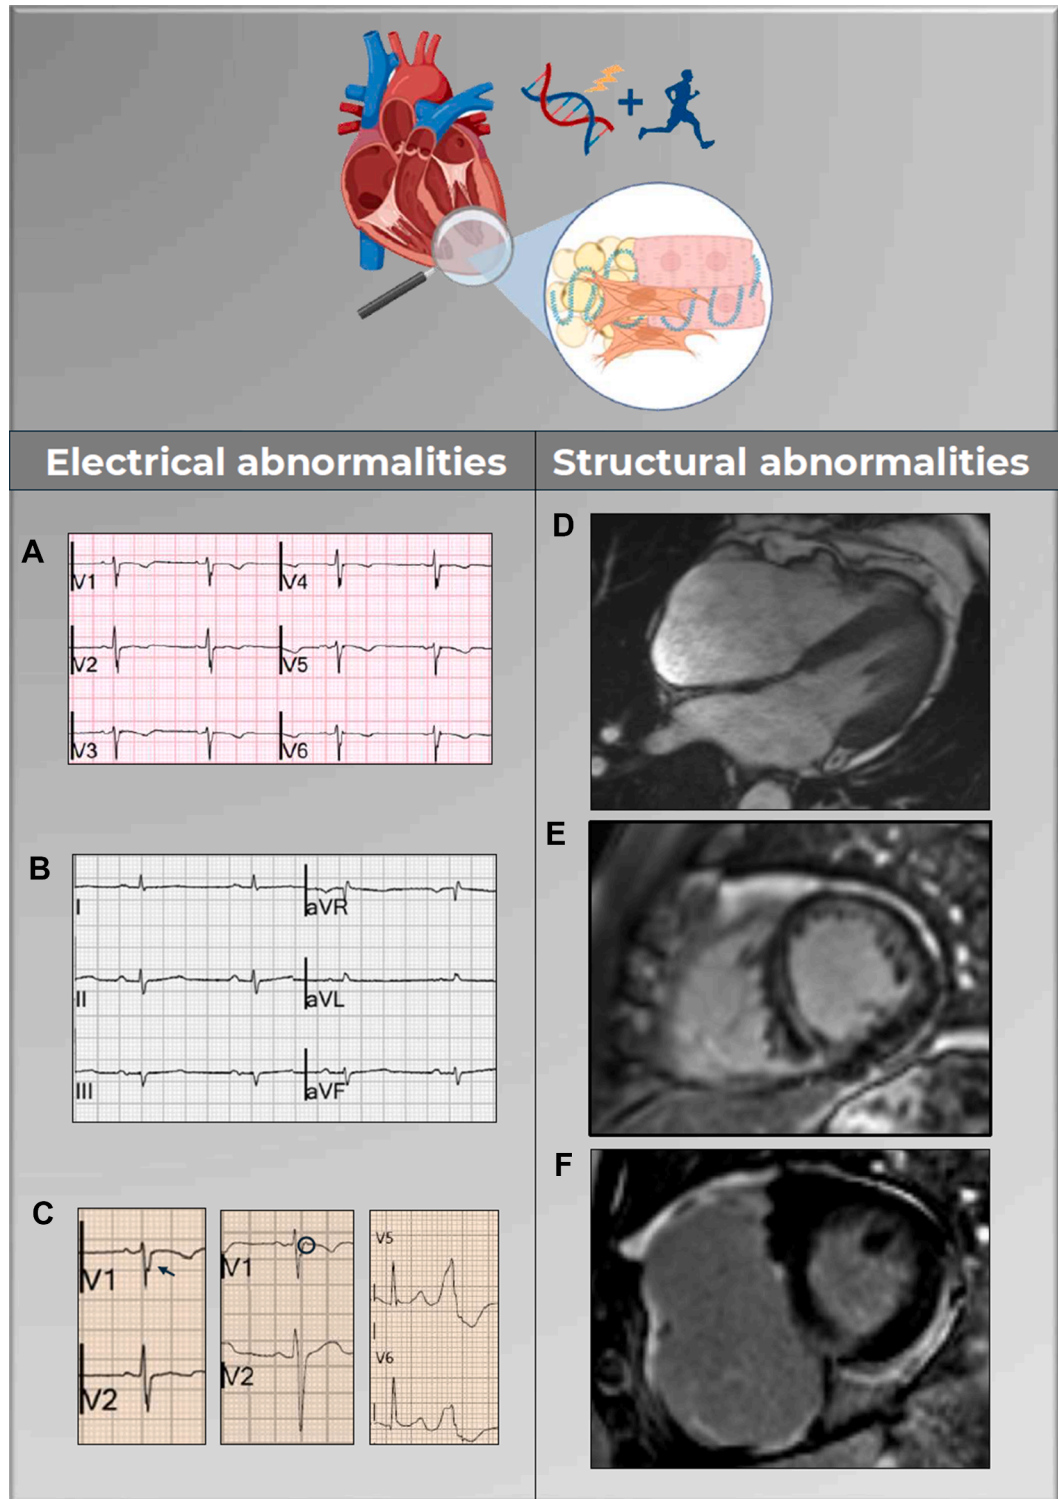 Electrical abnormalities
Structural abnormalities
A
V1
V4
V2
V5
V3
V6
B
I
aVR
II
aVL
III
aVF
C
V1
V2
V1
V2
V5
V6
D
E
F